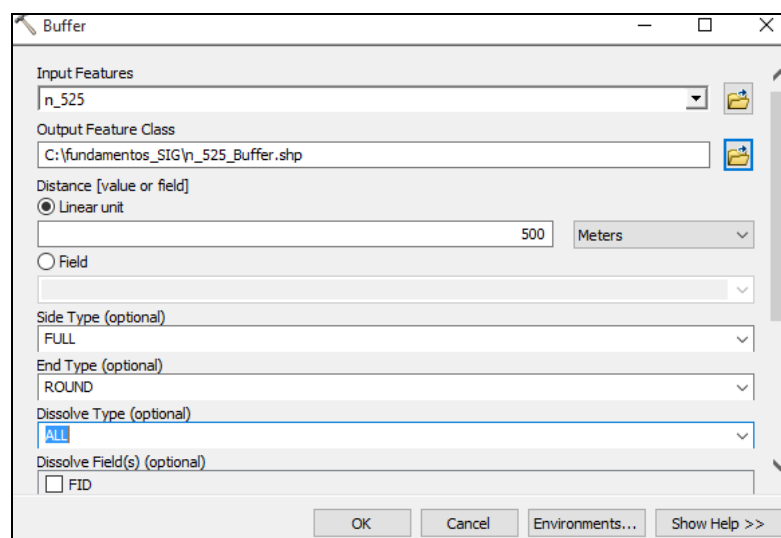 Buffer
Input Features
n_525
Output Feature Class
C:\fundamentos_SIG\n_525_Buffer.shp
Distance [value or field]
Linear unit
500 Meters
Field
Side Type (optional)
FULL
End Type (optional)
ROUND
Dissolve Type (optional)
ALL
Dissolve Field(s) (optional)
FID
OK Cancel Environments... Show Help >>